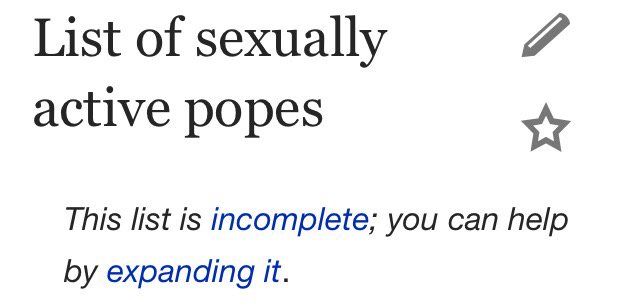 List of sexually
active popes
This list is incomplete; you can help
by expanding it.